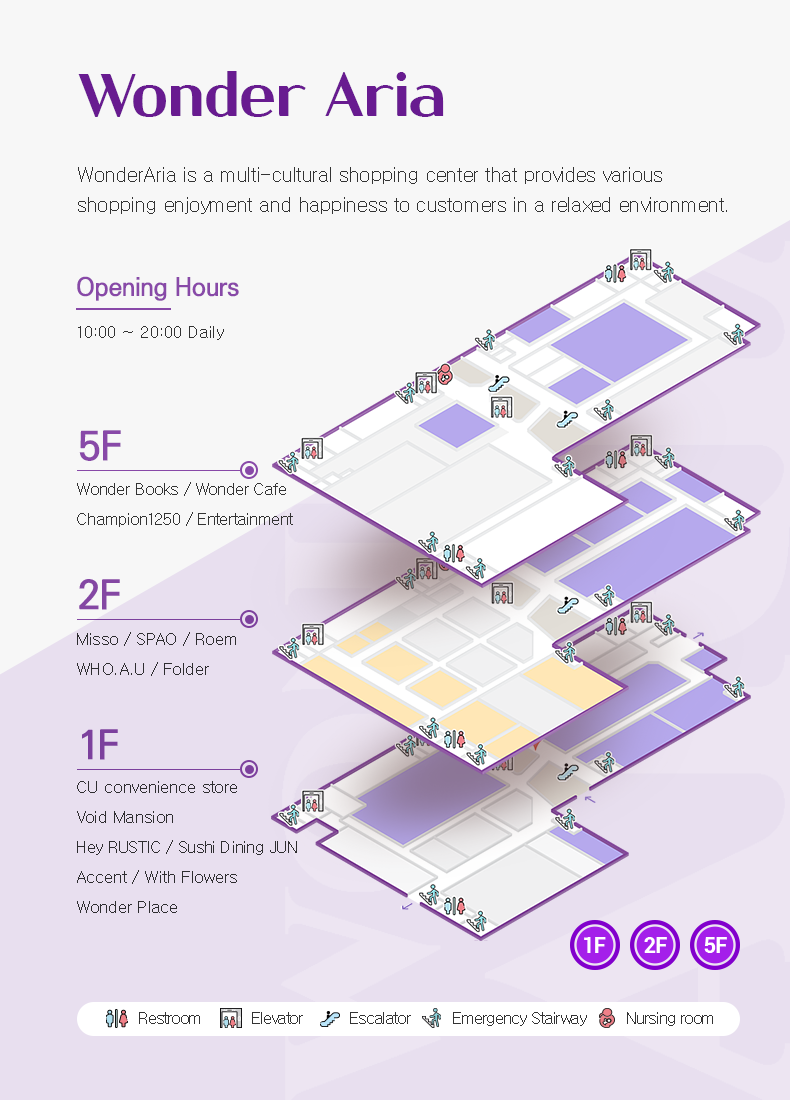 Wonder Aria
WonderAria is a multi-cultural shopping center that provides various
shopping enjoyment and happiness to customers in a relaxed environment.
Opening Hours
10:00 ~ 20:00 Daily
5F
Wonder Books / Wonder Cafe
Champion1250 / Entertainment
2F
Misso / SPAO / Roem
WHO.A.U / Folder
1F
CU convenience store
Void Mansion
Hey RUSTIC / Sushi Dining JUN
Accent / With Flowers
Wonder Place
1F 2F 5F
Restroom Elevator Escalator Emergency Stairway Nursing room